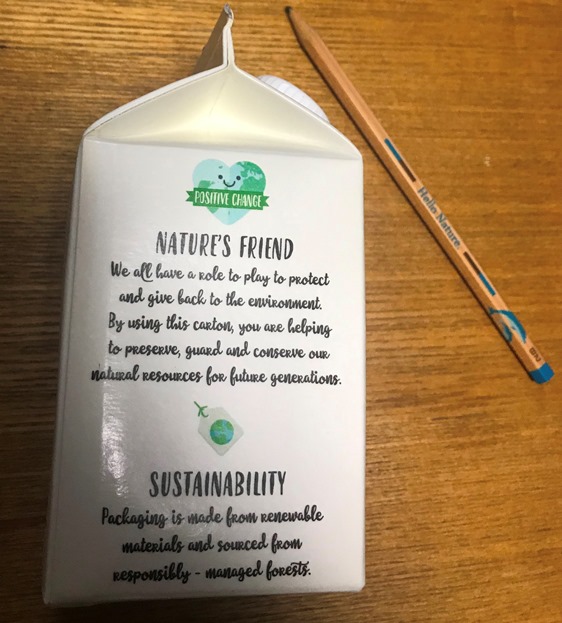 POSITIVE CHANGE
NATURE'S FRIEND
We all have a role to play to protect
and give back to the environment.
By using this carton, you are helping
to preserve, guard and conserve our
natural resources for future generations.
SUSTAINABILITY
Packaging is made from renewable
materials and sourced from
responsibly - managed forests.
Hello Nature.